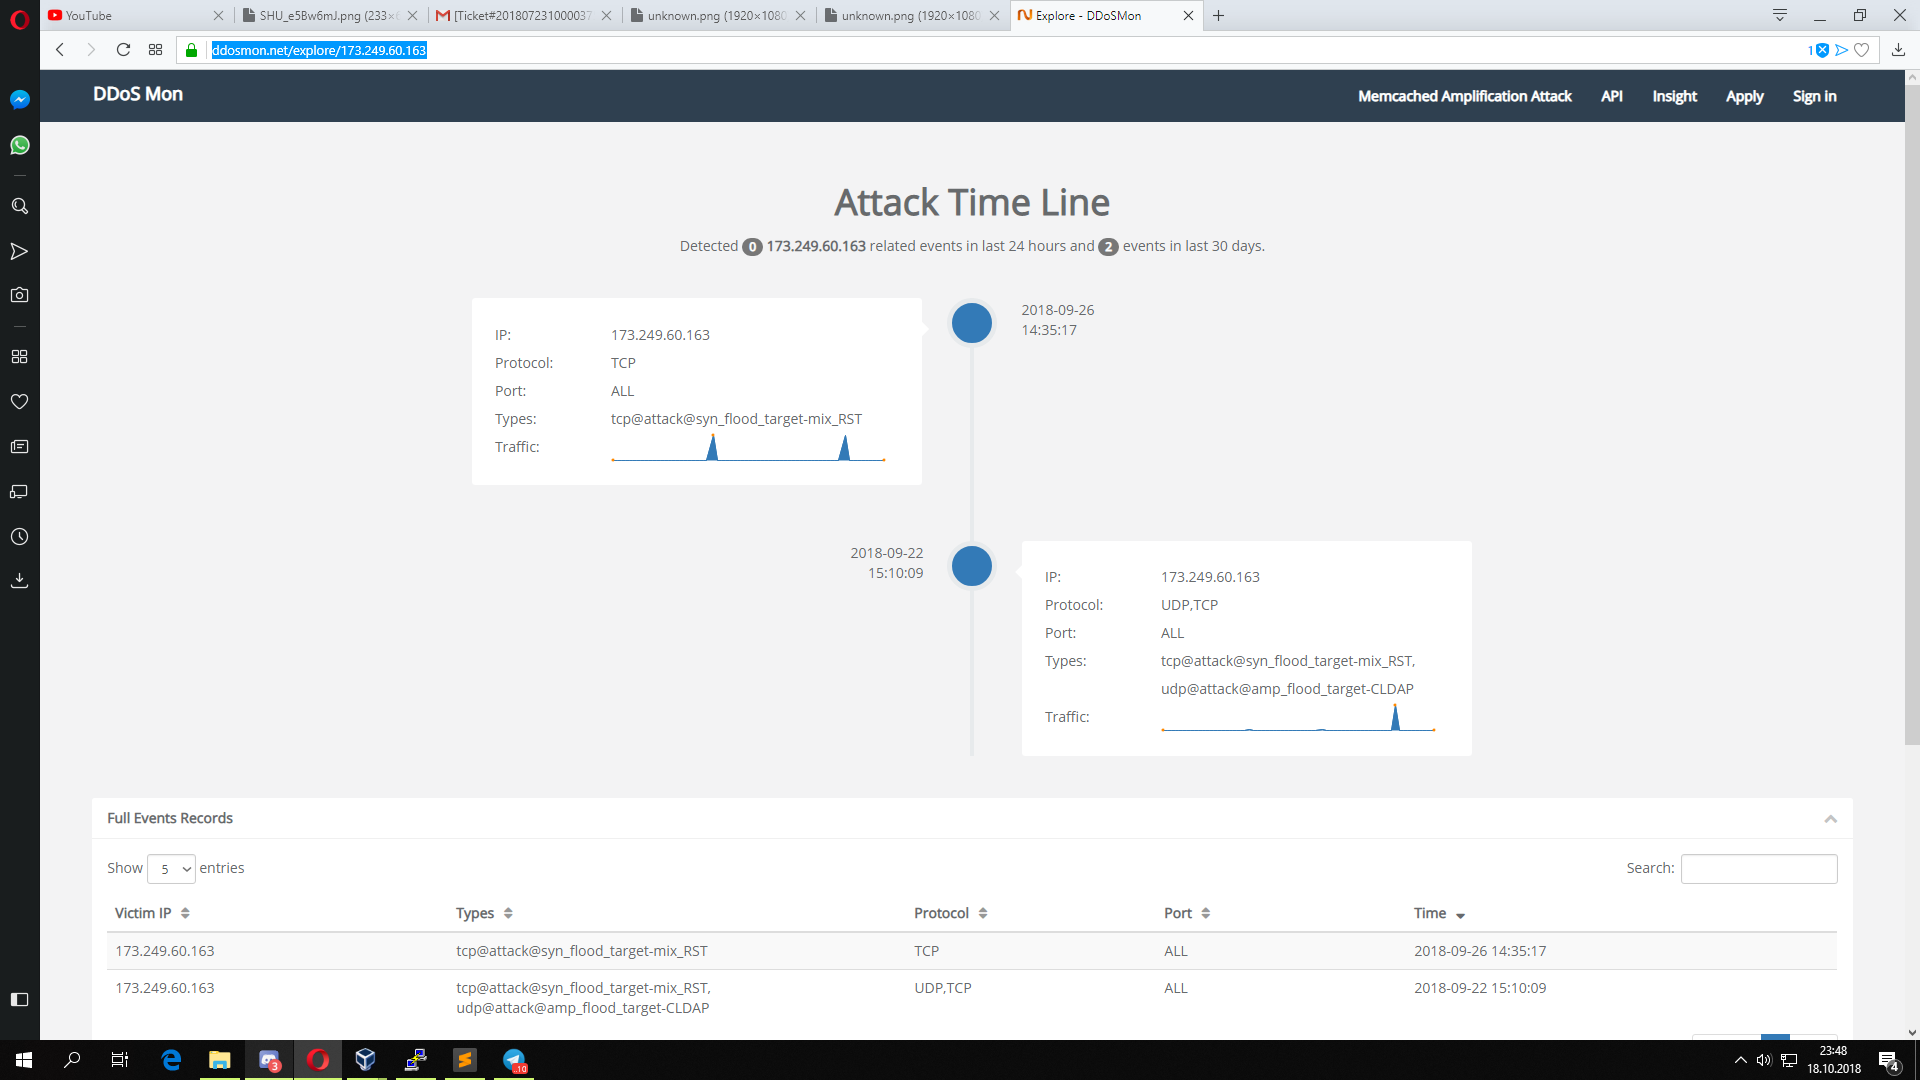 YouTube
SHU_e5Bw6mJ.png (233×6
[Ticket#201807231000037
unknown.png (1920×1080
unknown.png (1920×1080
Explore - DDoSMon
ddosmon.net/explore/173.249.60.163
1
DDoS Mon
Memcached Amplification Attack
API
Insight
Apply
Sign in
Attack Time Line
Detected 0 173.249.60.163 related events in last 24 hours and 2 events in last 30 days.
2018-09-26
14:35:17
IP: 173.249.60.163
Protocol: TCP
Port: ALL
Types: tcp@attack@syn_flood_target-mix_RST
Traffic:
2018-09-22
15:10:09
IP: 173.249.60.163
Protocol: UDP,TCP
Port: ALL
Types: tcp@attack@syn_flood_target-mix_RST,
udp@attack@amp_flood_target-CLDAP
Traffic:
Full Events Records
Show 5 entries
Search:
Victim IP Types Protocol Port Time
173.249.60.163 tcp@attack@syn_flood_target-mix_RST TCP ALL 2018-09-26 14:35:17
173.249.60.163 tcp@attack@syn_flood_target-mix_RST, UDP,TCP ALL 2018-09-22 15:10:09
udp@attack@amp_flood_target-CLDAP
3
10
23:48
18.10.2018
4